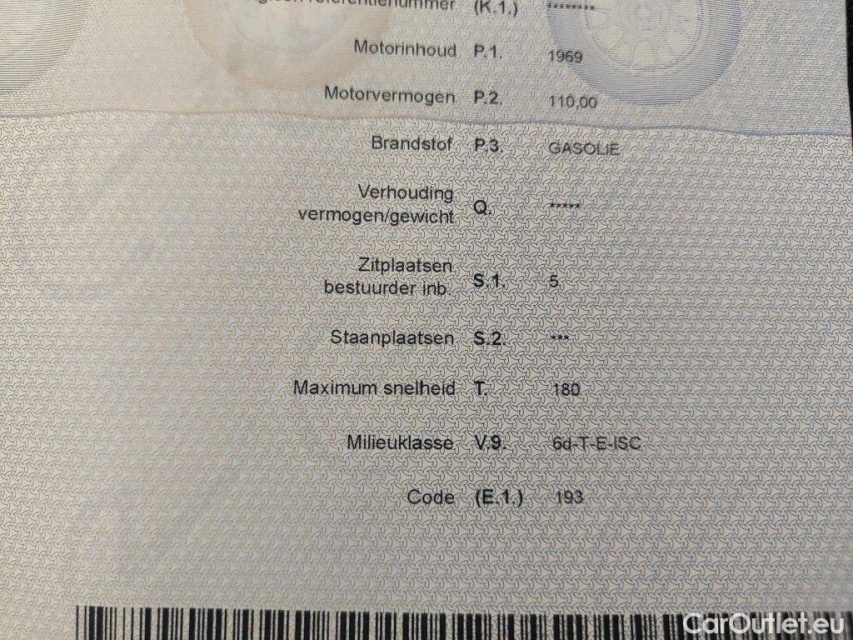 referentienummer (K.1.) ********
Motorinhoud P.1. 1969
Motorvermogen P.2. 110,00
Brandstof P.3. GASOLIE
Verhouding
vermogen/gewicht Q. *****
Zitplaatsen
bestuurder inb. S.1. 5
Staanplaatsen S.2. ***
Maximum snelheid T. 180
Milieuklasse V.9. 6d-T-E-ISC
Code (E.1.) 193
CarOutlet.eu